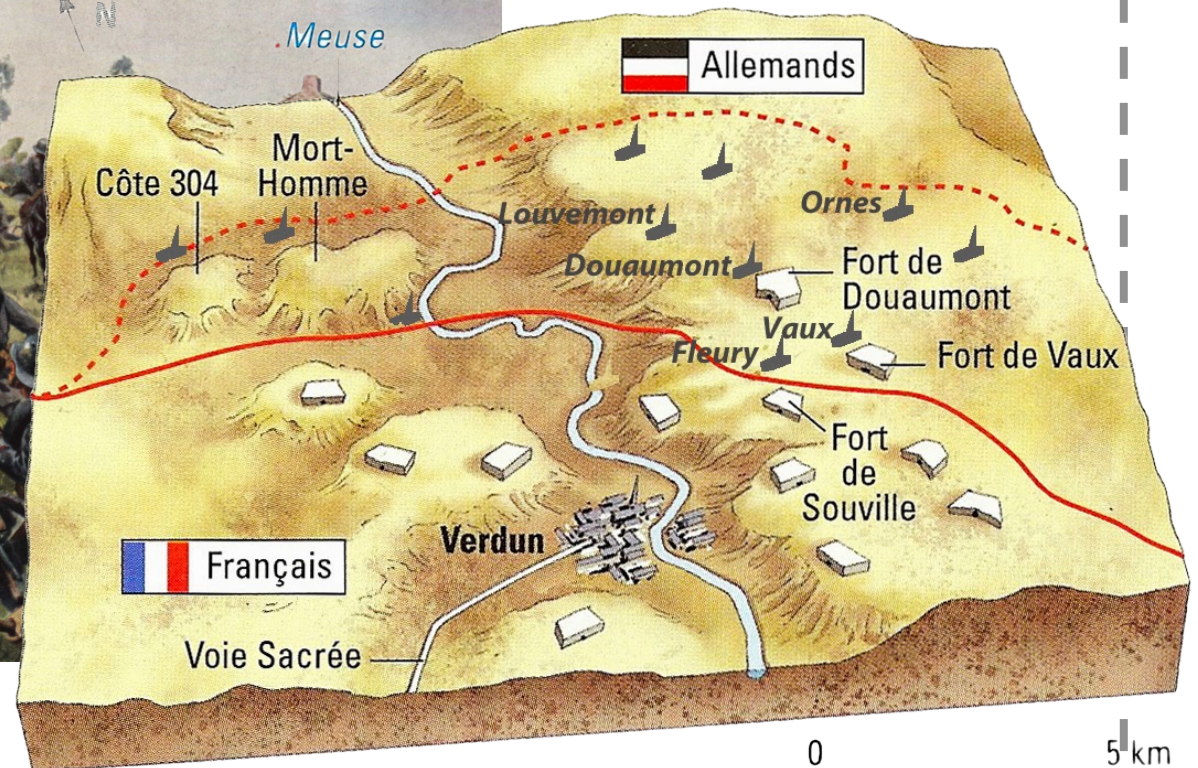 N
Meuse
Allemands
Mort-
Homme
Côte 304
Louvemont
Ornes
Douaumont
Fort de
Douaumont
Vaux
Fleury
Fort de Vaux
Fort
de
Souville
Verdun
Français
Voie Sacrée
0
5 km